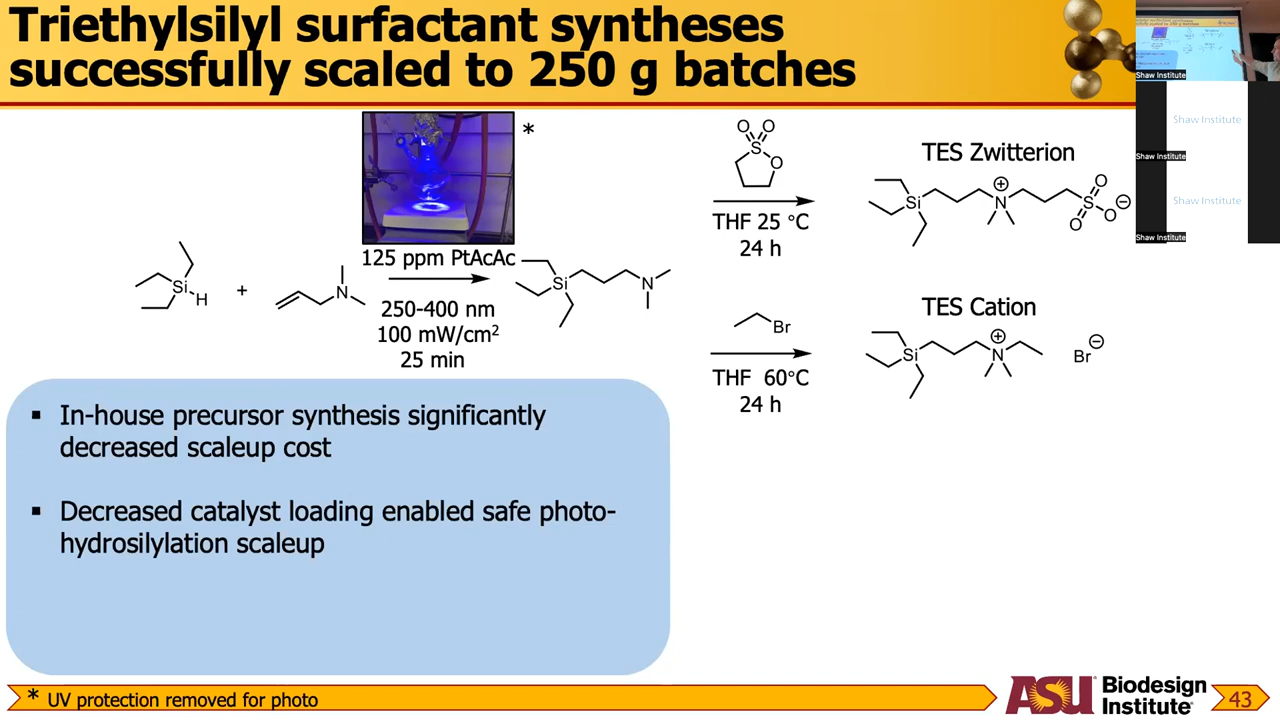 Triethylsilyl surfactant syntheses
successfully scaled to 250 g batches
Shaw Institute
Shaw Institute
Shaw Institute
Shaw Institute
Shaw Institute
*
Si
H
+
N
125 ppm PtAcAc
250-400 nm
100 mW/cm²
25 min
Si
N
O
O
S
O
THF 25 °C
24 h
TES Zwitterion
Si
N
⊕
S
O
O
O
⊖
Br
THF 60°C
24 h
TES Cation
Si
N
⊕
Br
⊖
▪ In-house precursor synthesis significantly
decreased scaleup cost
▪ Decreased catalyst loading enabled safe photo-
hydrosilylation scaleup
* UV protection removed for photo
ASU Biodesign
Institute
43